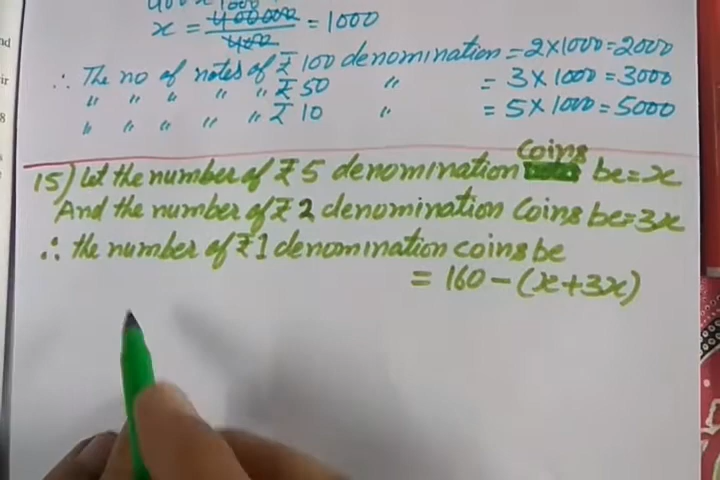 x = 400000/400 = 1000
∴ The no of notes of ₹ 100 denomination = 2×1000=2000
" " " " " ₹ 50 " = 3×1000=3000
" " " " " ₹ 10 " = 5×1000=5000
15) Let the number of ₹5 denomination Coins be=x
And the number of ₹2 denomination Coins be=3x
∴ the number of ₹1 denomination coins be
= 160-(x+3x)